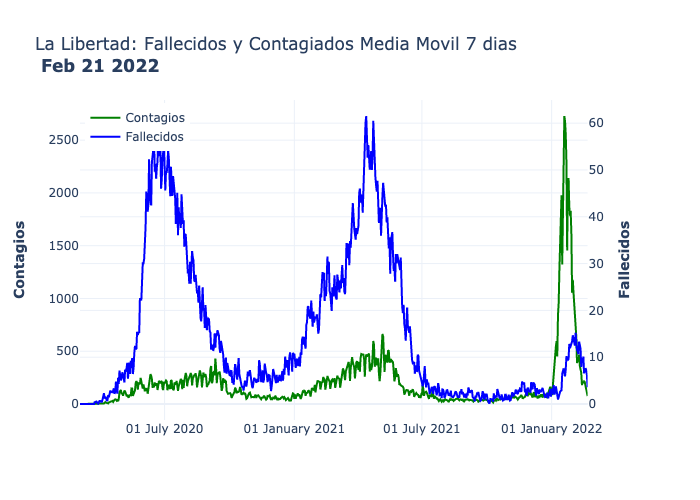 La Libertad: Fallecidos y Contagiados Media Movil 7 dias
Feb 21 2022
Contagios
Fallecidos
2500
2000
1500
1000
500
0
Contagios
60
50
40
30
20
10
0
Fallecidos
01 July 2020
01 January 2021
01 July 2021
01 January 2022